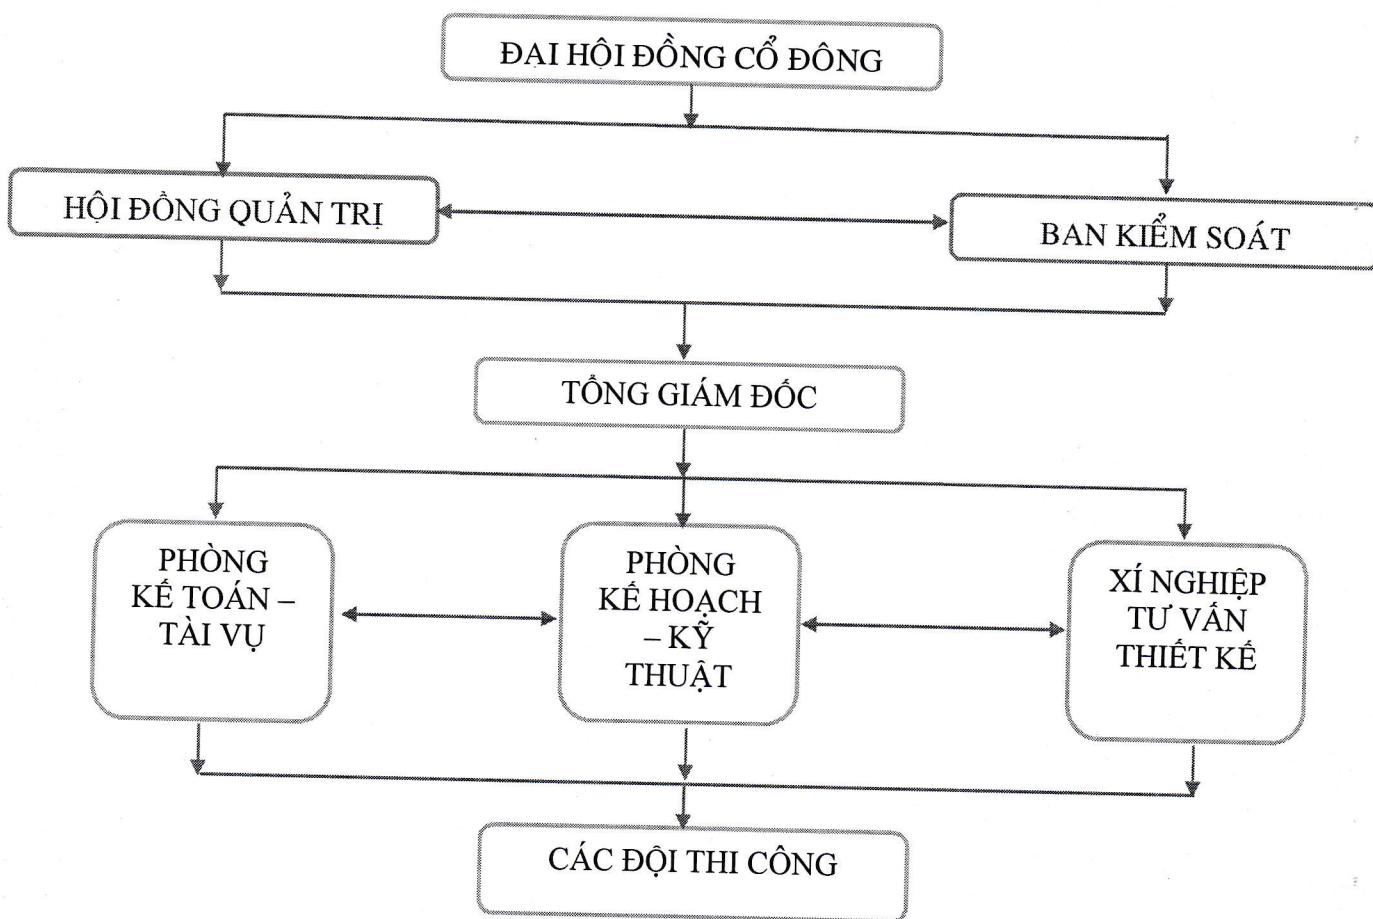 ĐẠI HỘI ĐỒNG CỔ ĐÔNG
HỘI ĐỒNG QUẢN TRỊ
BAN KIỂM SOÁT
TỔNG GIÁM ĐỐC
PHÒNG
KẾ TOÁN –
TÀI VỤ
PHÒNG
KẾ HOẠCH
– KỸ
THUẬT
XÍ NGHIỆP
TƯ VẤN
THIẾT KẾ
CÁC ĐỘI THI CÔNG